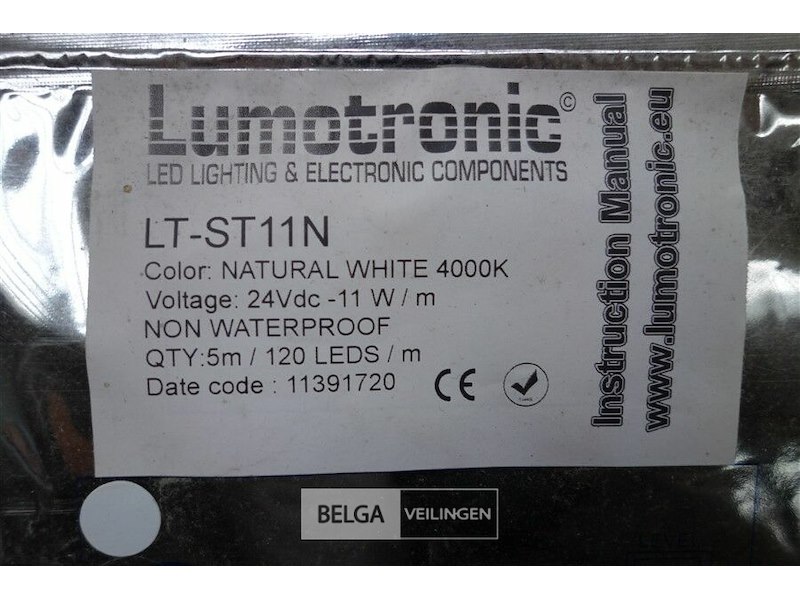 Lumotronic©
LED LIGHTING & ELECTRONIC COMPONENTS
LT-ST11N
Color: NATURAL WHITE 4000K
Voltage: 24Vdc -11 W / m
NON WATERPROOF
QTY:5m / 120 LEDS / m
Date code : 11391720
CE
Instruction Manual
www.lumotronic.eu
BELGA VEILINGEN